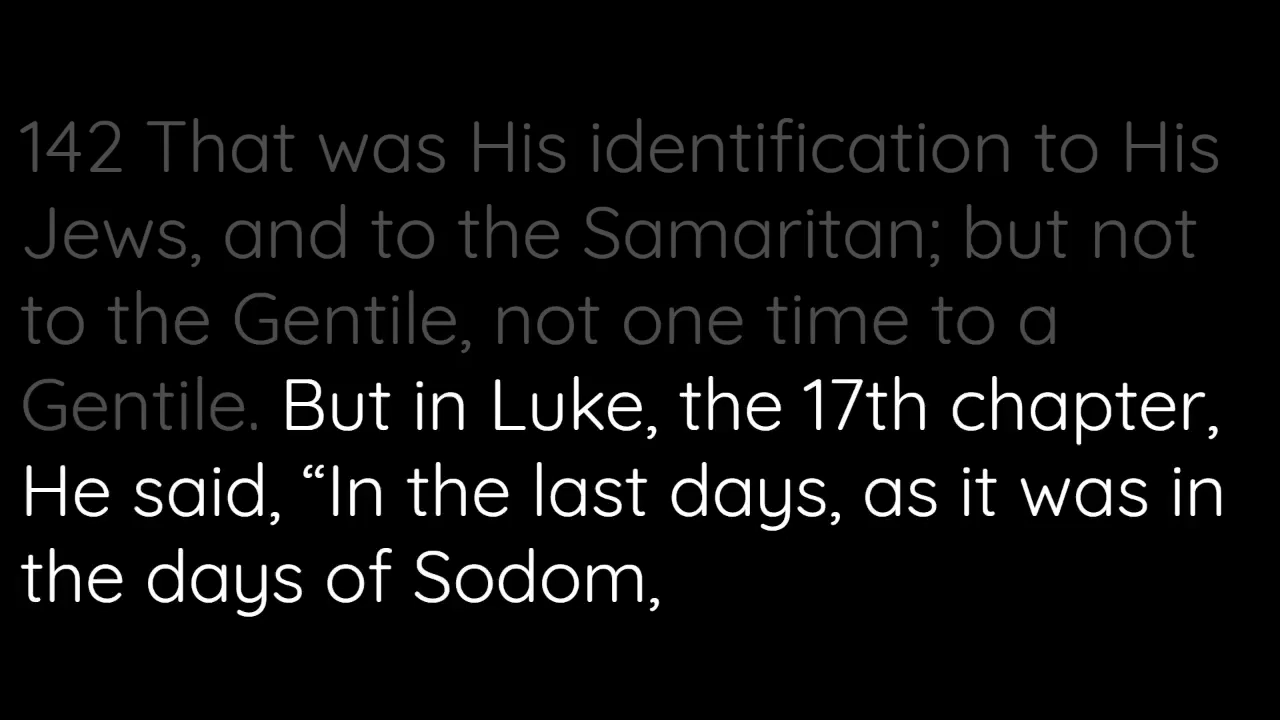 142 That was His identification to His
Jews, and to the Samaritan; but not
to the Gentile, not one time to a
Gentile. But in Luke, the 17th chapter,
He said, “In the last days, as it was in
the days of Sodom,